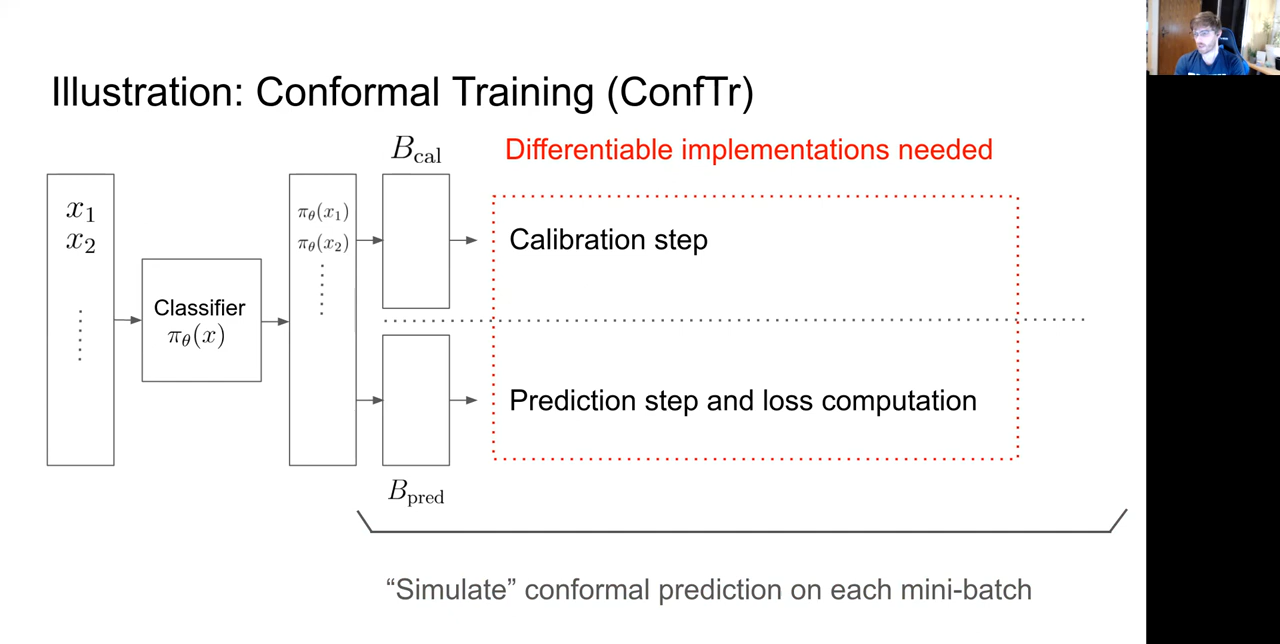 Illustration: Conformal Training (ConfTr)
B_cal
Differentiable implementations needed
x_1
x_2
π_θ(x_1)
π_θ(x_2)
Calibration step
Classifier
π_θ(x)
Prediction step and loss computation
B_pred
“Simulate” conformal prediction on each mini-batch